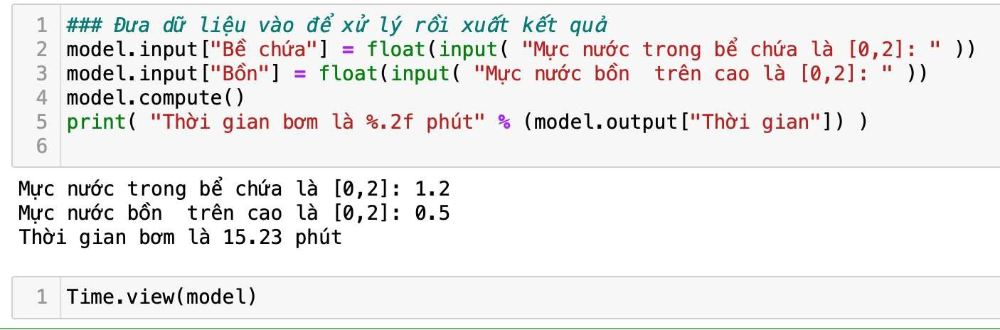 1 ### Đưa dữ liệu vào để xử lý rồi xuất kết quả
2 model.input["Bề chứa"] = float(input( "Mực nước trong bể chứa là [0,2]: " ))
3 model.input["Bồn"] = float(input( "Mực nước bồn  trên cao là [0,2]: " ))
4 model.compute()
5 print( "Thời gian bơm là %.2f phút" % (model.output["Thời gian"]) )
6
Mực nước trong bể chứa là [0,2]: 1.2
Mực nước bồn  trên cao là [0,2]: 0.5
Thời gian bơm là 15.23 phút
1 Time.view(model)